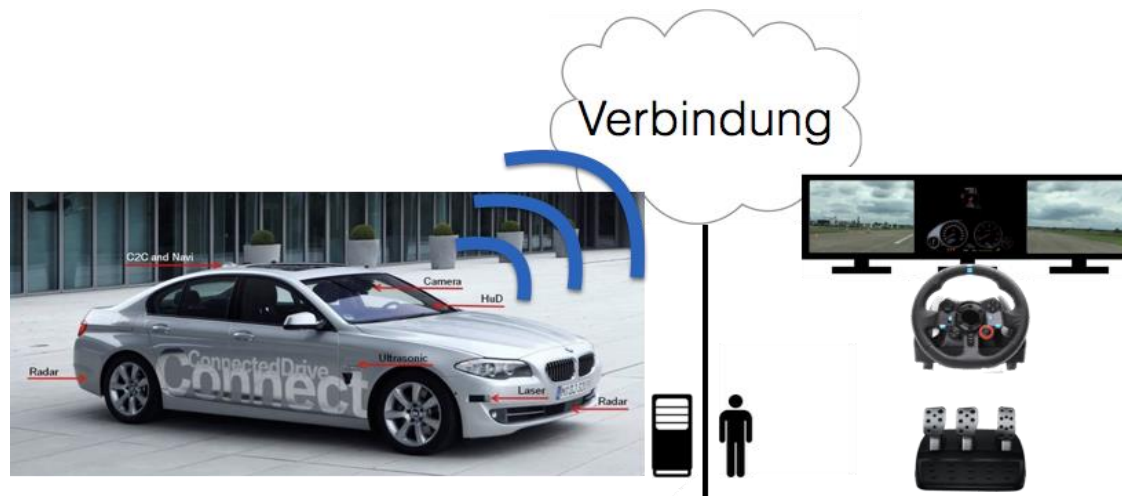 Verbindung
C2C and Navi
Camera
HuD
ConnectedDrive
Connect
Ultrasonic
Radar
Laser
Radar